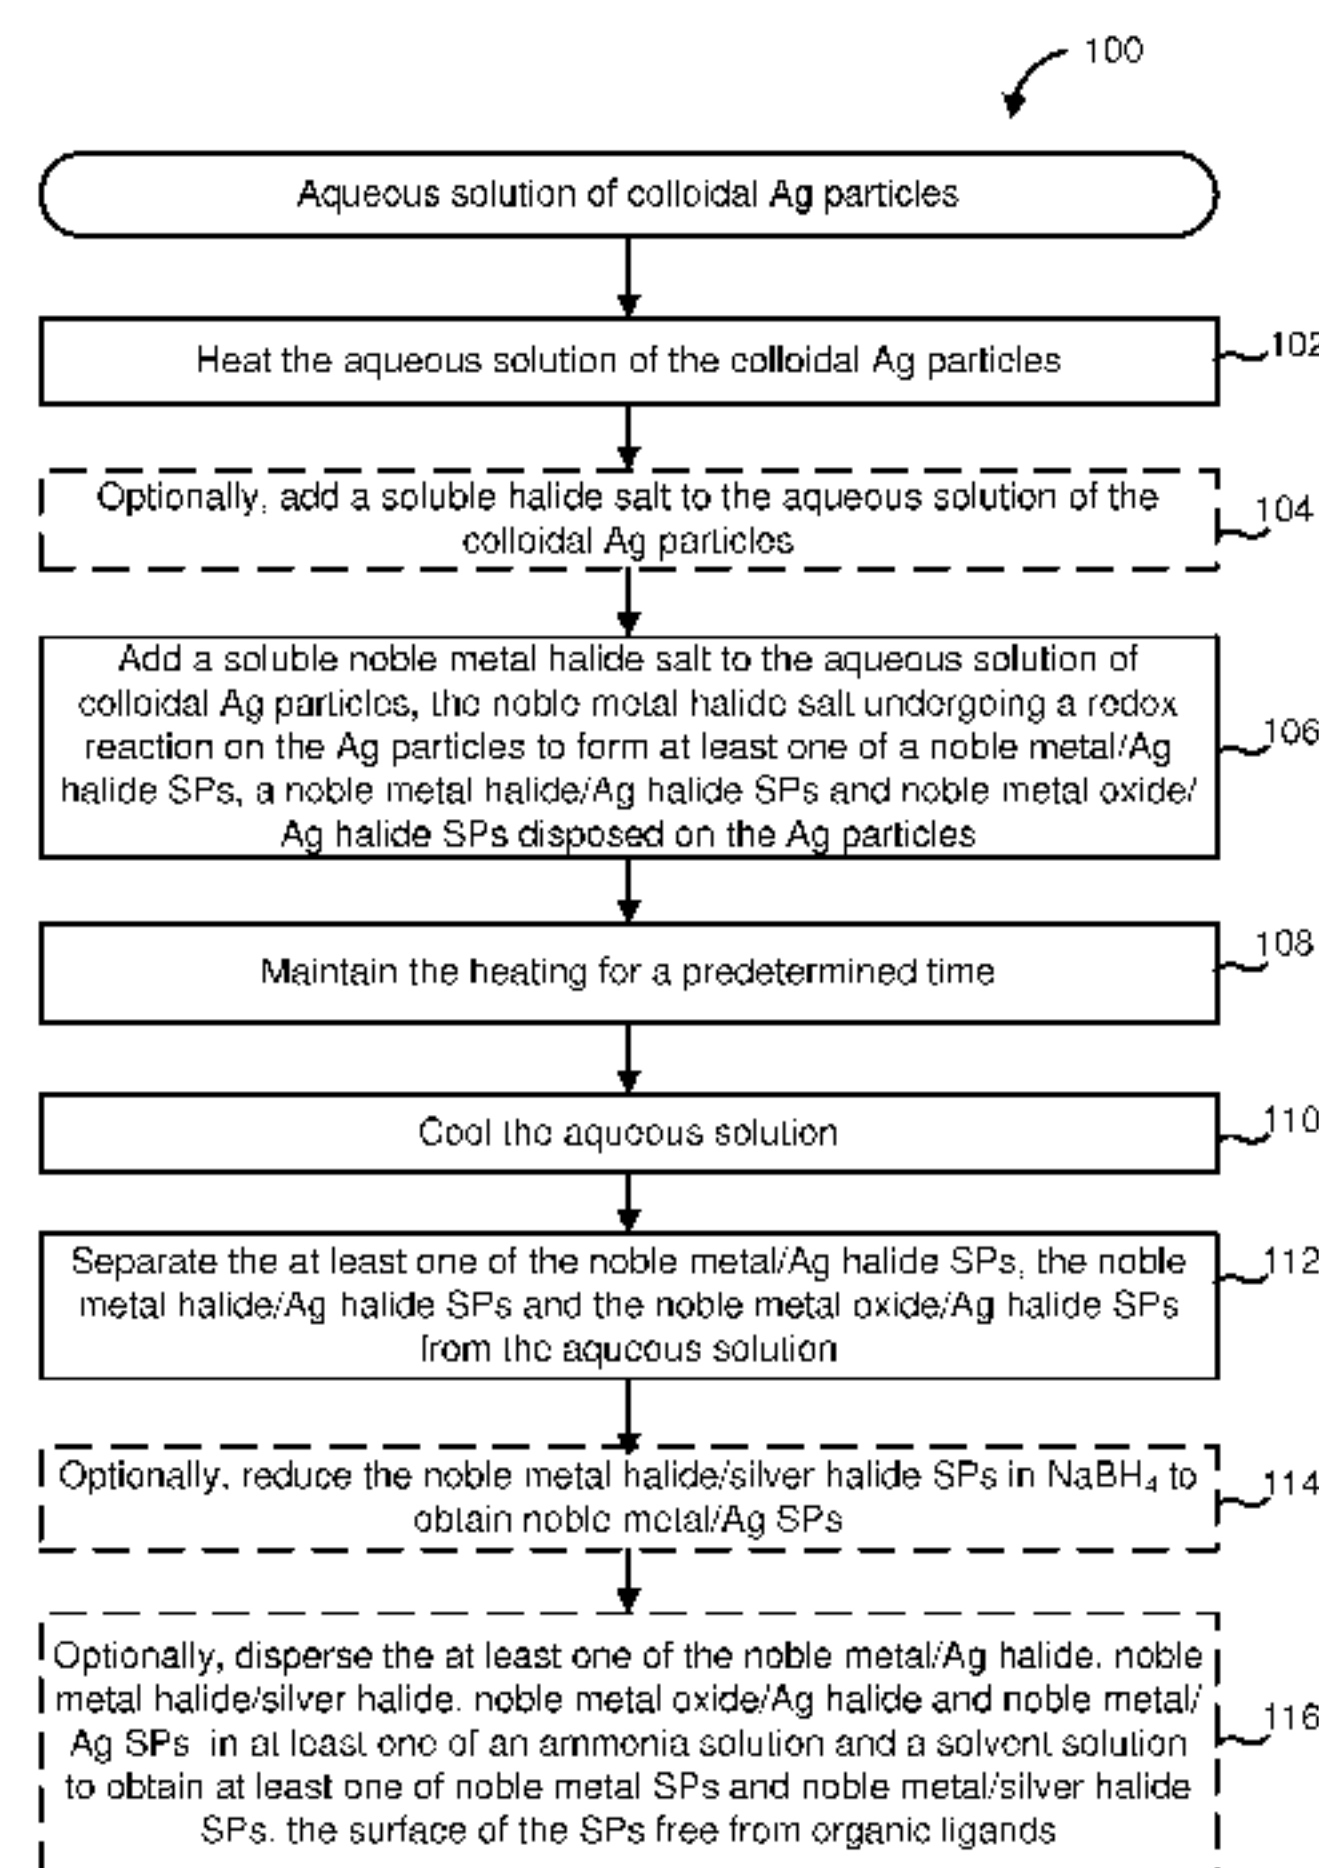 100
Aqueous solution of colloidal Ag particles
Heat the aqueous solution of the colloidal Ag particles
102
Optionally, add a soluble halide salt to the aqueous solution of the
colloidal Ag particles
104
Add a soluble noble metal halide salt to the aqueous solution of
colloidal Ag particles, the noble metal halide salt undergoing a redox
reaction on the Ag particles to form at least one of a noble metal/Ag
halide SPs, a noble metal halide/Ag halide SPs and noble metal oxide/
Ag halide SPs disposed on the Ag particles
106
Maintain the heating for a predetermined time
108
Cool the aqueous solution
110
Separate the at least one of the noble metal/Ag halide SPs, the noble
metal halide/Ag halide SPs and the noble metal oxide/Ag halide SPs
from the aqueous solution
112
Optionally, reduce the noble metal halide/silver halide SPs in NaBH₄ to
obtain noble metal/Ag SPs
114
Optionally, disperse the at least one of the noble metal/Ag halide, noble
metal halide/silver halide, noble metal oxide/Ag halide and noble metal/
Ag SPs in at least one of an ammonia solution and a solvent solution
to obtain at least one of noble metal SPs and noble metal/silver halide
SPs, the surface of the SPs free from organic ligands
116